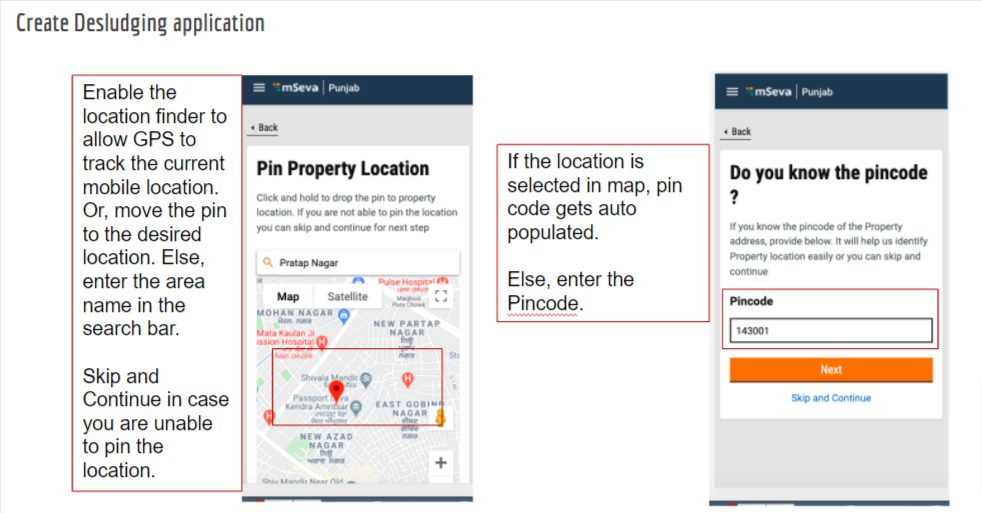 Create Desludging application
Enable the
location finder to
allow GPS to
track the current
mobile location.
Or, move the pin
to the desired
location. Else,
enter the area
name in the
search bar.
Skip and
Continue in case
you are unable
to pin the
location.
mSeva | Punjab
Back
Pin Property Location
Click and hold to drop the pin to property
location. If you are not able to pin the location
you can skip and continue for next step
Pratap Nagar
Pulse Hospital
Map
Satellite
MOHAN NAGAR
NEW PARTAP
NAGAR
Mata Kaulan Ji
ission Hospital
Shivala Mandir
Passport Seva
Kendra Amritsar
EAST GOBIND
NAGAR
NEW AZAD
NAGAR
Shiv Mandir Near Old
If the location is
selected in map, pin
code gets auto
populated.
Else, enter the
Pincode.
mSeva | Punjab
Back
Do you know the pincode
?
If you know the pincode of the Property
address, provide below. It will help us identify
Property location easily or you can skip and
continue
Pincode
143001
Next
Skip and Continue